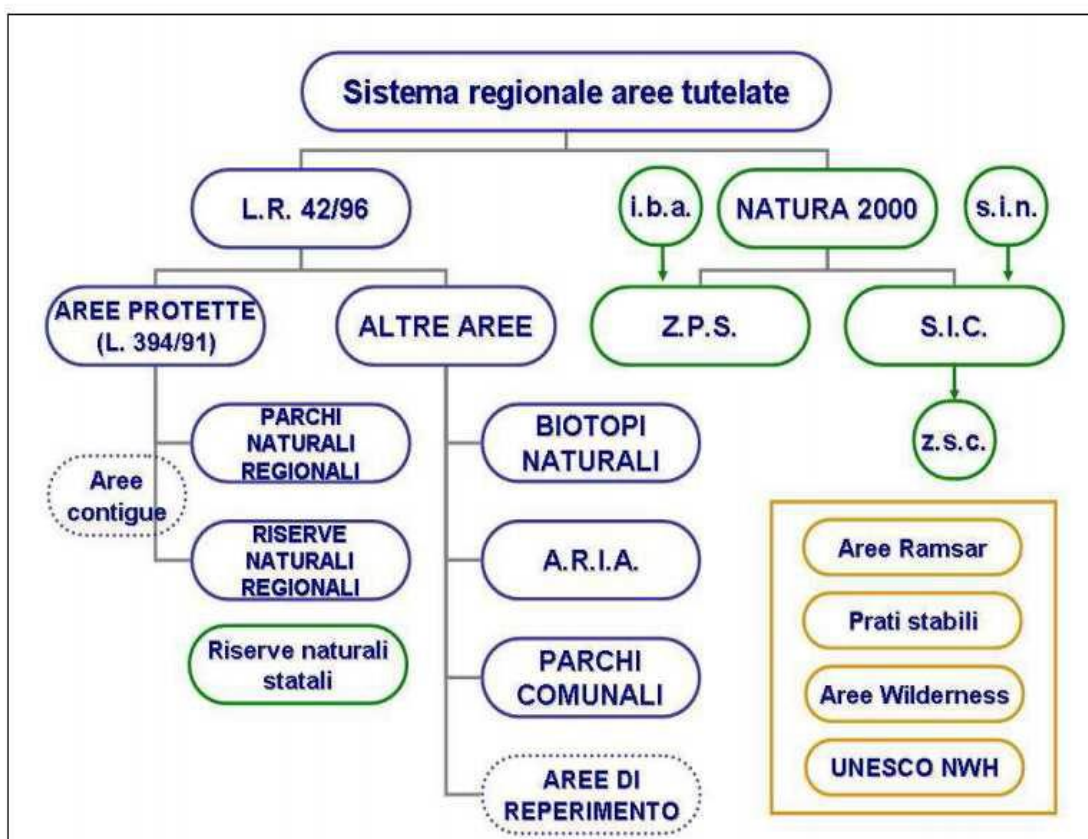 Sistema regionale aree tutelate
L.R. 42/96
i.b.a.
NATURA 2000
s.i.n.
AREE PROTETTE
(L. 394/91)
ALTRE AREE
Z.P.S.
S.I.C.
PARCHI
NATURALI
REGIONALI
BIOTOPI
NATURALI
z.s.c.
Aree
contigue
RISERVE
NATURALI
REGIONALI
A.R.I.A.
Aree Ramsar
Prati stabili
Riserve naturali
statali
PARCHI
COMUNALI
Aree Wilderness
UNESCO NWH
AREE DI
REPERIMENTO